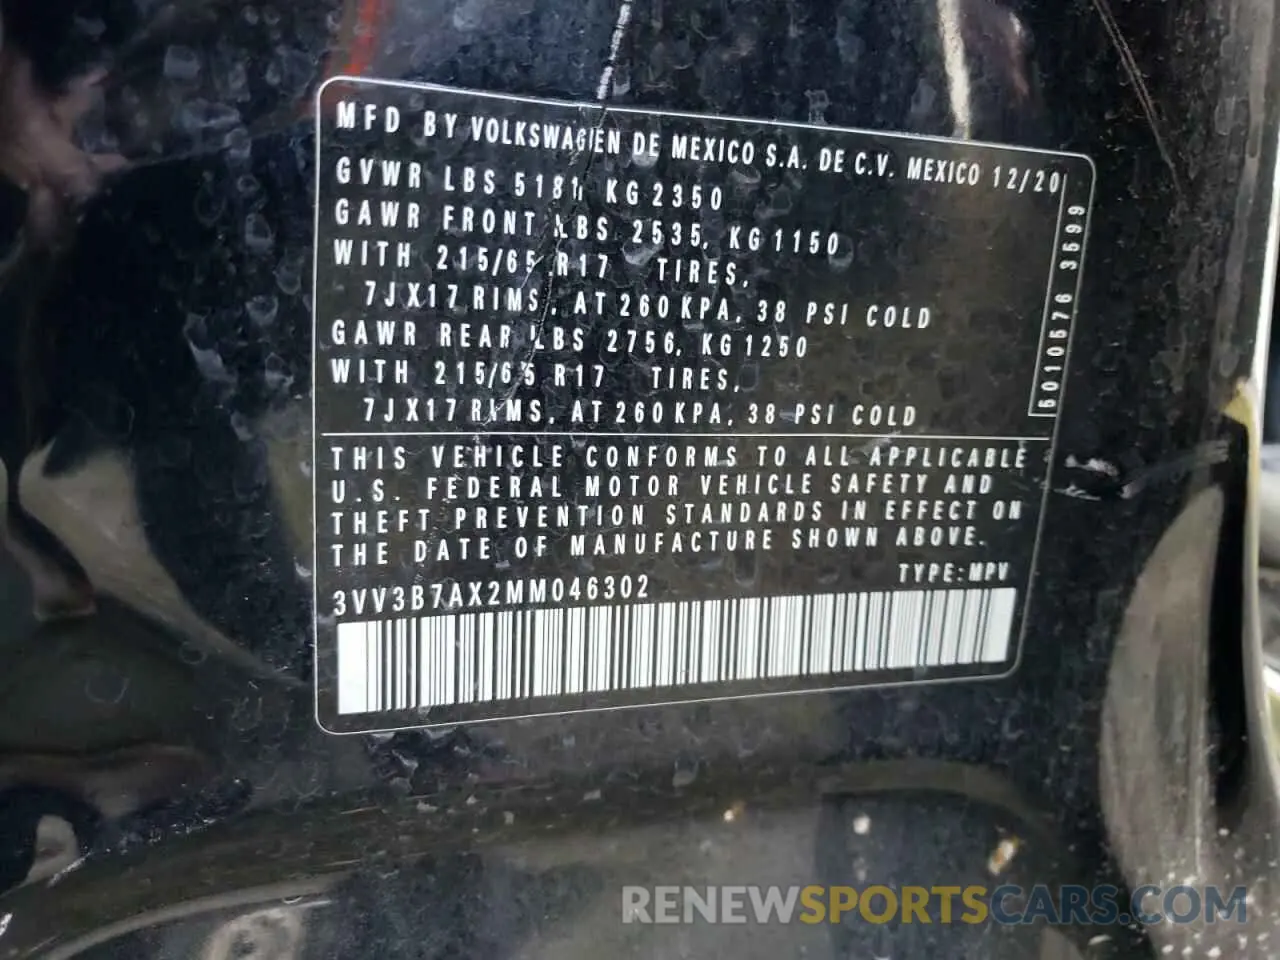 MFD BY VOLKSWAGEN DE MEXICO S.A. DE C.V. MEXICO 12/20
GVWR LBS 5181, KG 2350
GAWR FRONT LBS 2535, KG 1150
WITH 215/65 R17 TIRES,
7JX17 RIMS, AT 260 KPA, 38 PSI COLD
GAWR REAR LBS 2756, KG 1250
WITH 215/65 R17 TIRES,
7JX17 RIMS, AT 260 KPA, 38 PSI COLD
THIS VEHICLE CONFORMS TO ALL APPLICABLE
U.S. FEDERAL MOTOR VEHICLE SAFETY AND
THEFT PREVENTION STANDARDS IN EFFECT ON
THE DATE OF MANUFACTURE SHOWN ABOVE.
3VV3B7AX2MM046302 TYPE: MPV
RENEWSPORTSCARS.COM